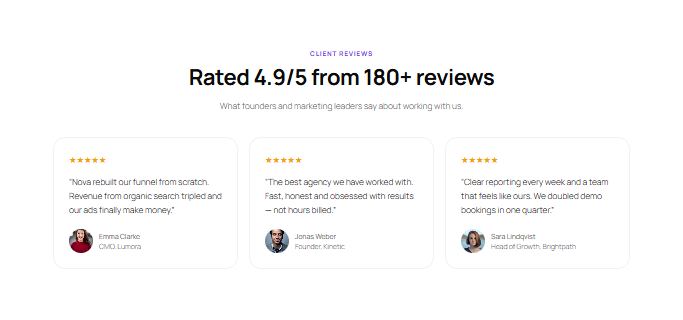 CLIENT REVIEWS
Rated 4.9/5 from 180+ reviews
What founders and marketing leaders say about working with us.
★★★★★
"Nova rebuilt our funnel from scratch.
Revenue from organic search tripled and
our ads finally make money."
Emma Clarke
CMO, Lumora
★★★★★
"The best agency we have worked with.
Fast, honest and obsessed with results
— not hours billed."
Jonas Weber
Founder, Kinetic
★★★★★
"Clear reporting every week and a team
that feels like ours. We doubled demo
bookings in one quarter."
Sara Lindqvist
Head of Growth, Brightpath